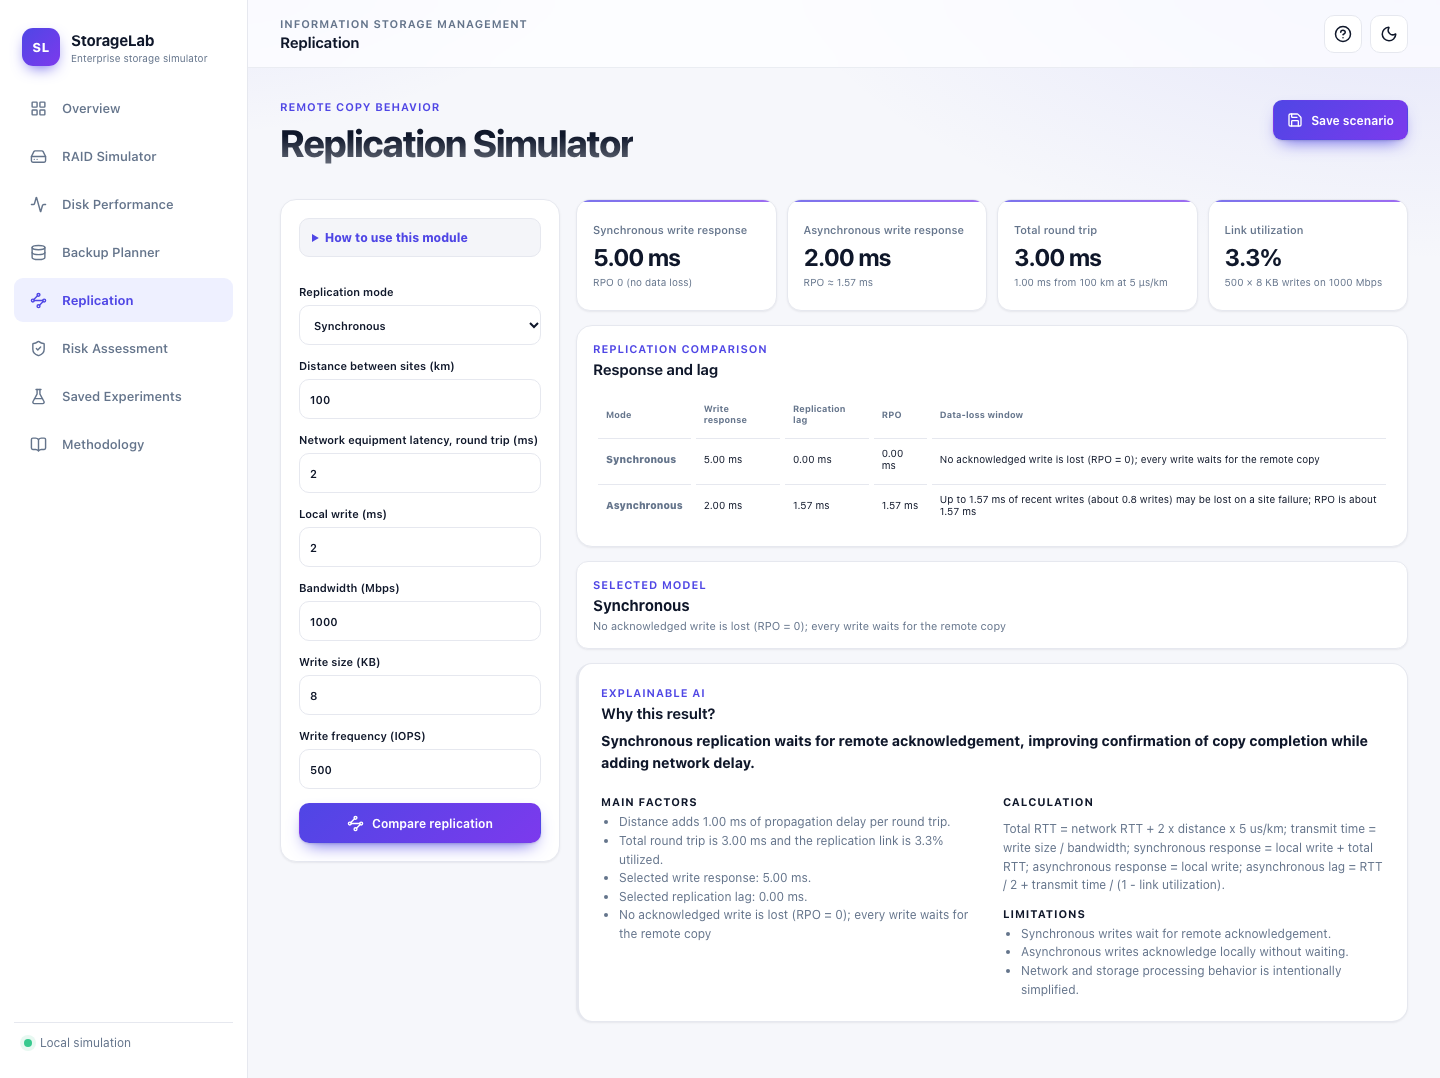 SL
StorageLab
Enterprise storage simulator
Overview
RAID Simulator
Disk Performance
Backup Planner
Replication
Risk Assessment
Saved Experiments
Methodology
Local simulation
INFORMATION STORAGE MANAGEMENT
Replication
REMOTE COPY BEHAVIOR
Replication Simulator
Save scenario
How to use this module
Replication mode
Synchronous
Distance between sites (km)
100
Network equipment latency, round trip (ms)
2
Local write (ms)
2
Bandwidth (Mbps)
1000
Write size (KB)
8
Write frequency (IOPS)
500
Compare replication
Synchronous write response
5.00 ms
RPO 0 (no data loss)
Asynchronous write response
2.00 ms
RPO ≈ 1.57 ms
Total round trip
3.00 ms
1.00 ms from 100 km at 5 µs/km
Link utilization
3.3%
500 × 8 KB writes on 1000 Mbps
REPLICATION COMPARISON
Response and lag
Mode
Write
response
Replication
lag
RPO
Data-loss window
Synchronous
5.00 ms
0.00 ms
0.00
ms
No acknowledged write is lost (RPO = 0); every write waits for the remote copy
Asynchronous
2.00 ms
1.57 ms
1.57 ms
Up to 1.57 ms of recent writes (about 0.8 writes) may be lost on a site failure; RPO is about
1.57 ms
SELECTED MODEL
Synchronous
No acknowledged write is lost (RPO = 0); every write waits for the remote copy
EXPLAINABLE AI
Why this result?
Synchronous replication waits for remote acknowledgement, improving confirmation of copy completion while
adding network delay.
MAIN FACTORS
• Distance adds 1.00 ms of propagation delay per round trip.
• Total round trip is 3.00 ms and the replication link is 3.3%
utilized.
• Selected write response: 5.00 ms.
• Selected replication lag: 0.00 ms.
• No acknowledged write is lost (RPO = 0); every write waits for
the remote copy
CALCULATION
Total RTT = network RTT + 2 x distance x 5 us/km; transmit time =
write size / bandwidth; synchronous response = local write + total
RTT; asynchronous response = local write; asynchronous lag = RTT
/ 2 + transmit time / (1 - link utilization).
LIMITATIONS
• Synchronous writes wait for remote acknowledgement.
• Asynchronous writes acknowledge locally without waiting.
• Network and storage processing behavior is intentionally
simplified.